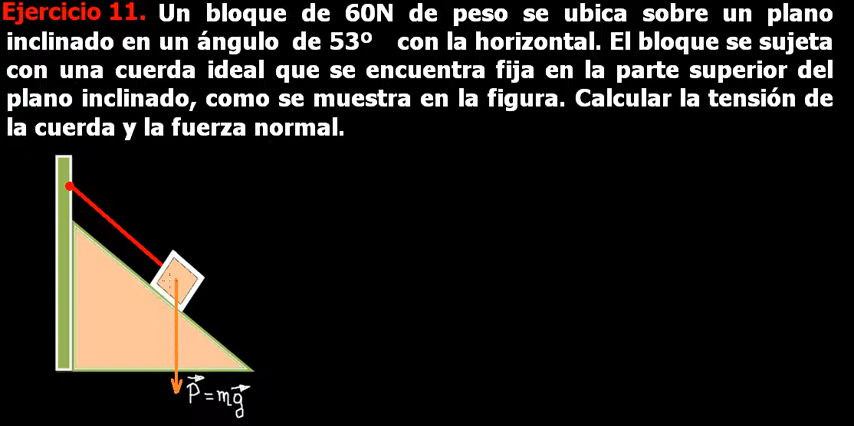 Ejercicio 11. Un bloque de 60N de peso se ubica sobre un plano
inclinado en un ángulo de 53º con la horizontal. El bloque se sujeta
con una cuerda ideal que se encuentra fija en la parte superior del
plano inclinado, como se muestra en la figura. Calcular la tensión de
la cuerda y la fuerza normal.
P⃗=mg⃗